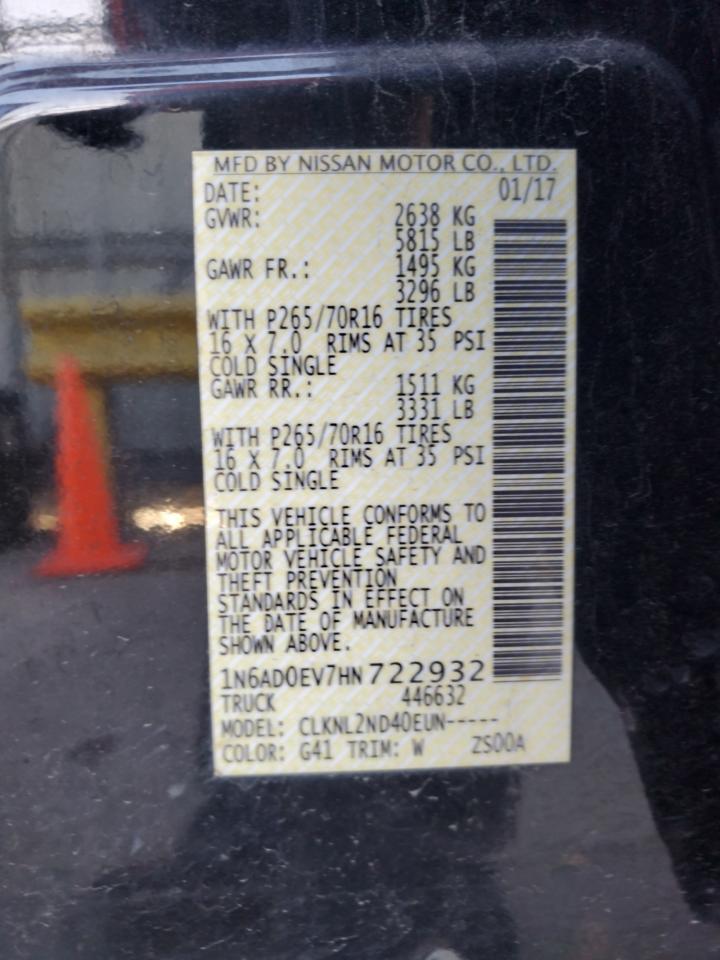 MFD BY NISSAN MOTOR CO., LTD.
DATE: 01/17
GVWR: 2638 KG
5815 LB
GAWR FR.: 1495 KG
3296 LB
WITH P265/70R16 TIRES
16 X 7.0 RIMS AT 35 PSI
COLD SINGLE
GAWR RR.: 1511 KG
3331 LB
WITH P265/70R16 TIRES
16 X 7.0 RIMS AT 35 PSI
COLD SINGLE
THIS VEHICLE CONFORMS TO
ALL APPLICABLE FEDERAL
MOTOR VEHICLE SAFETY AND
THEFT PREVENTION
STANDARDS IN EFFECT ON
THE DATE OF MANUFACTURE
SHOWN ABOVE.
1N6AD0EV7HN722932
TRUCK 446632
MODEL: CLKNL2ND40EUN-----
COLOR: G41 TRIM: W ZS00A